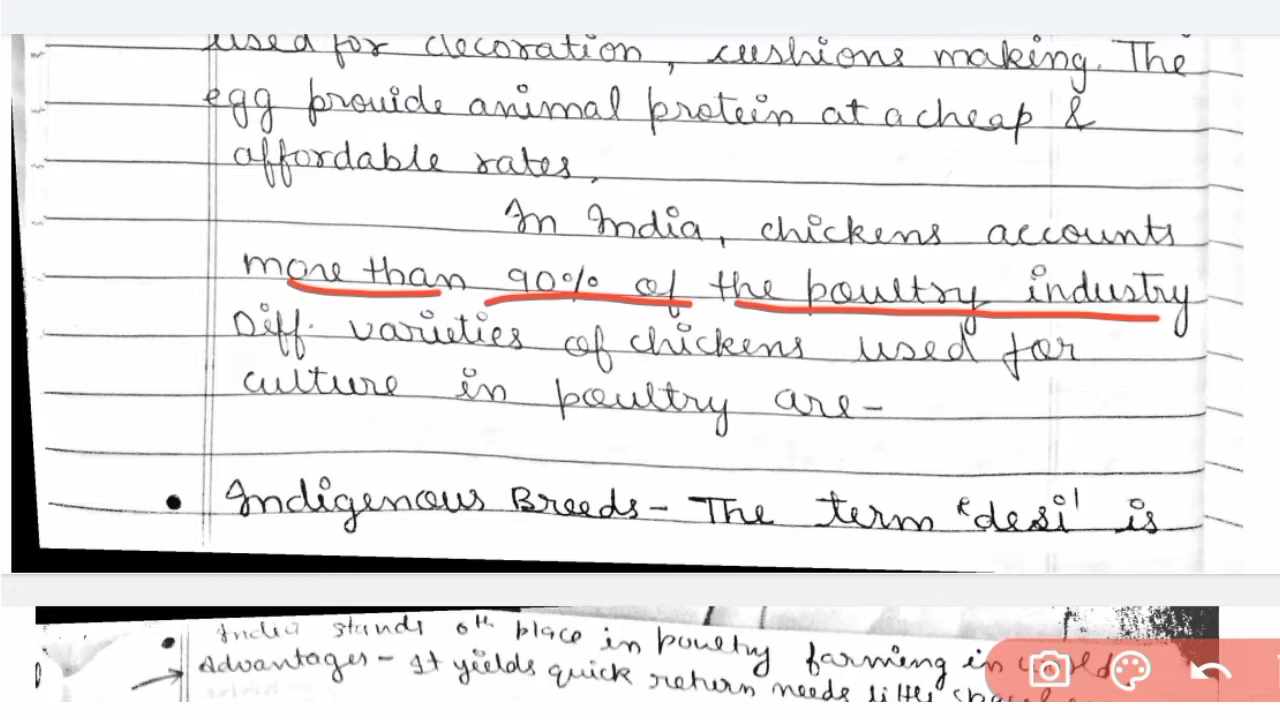 used for decoration, cushions making. The
egg provide animal protein at a cheap &
affordable rates.
In India, chickens accounts
more than 90% of the poultry industry
Diff. varieties of chickens used for
culture in poultry are-
• Indigenous Breeds - The term 'desi' is
• India stands 6th place in poultry farming in world.
→ Advantages - It yields quick return needs little